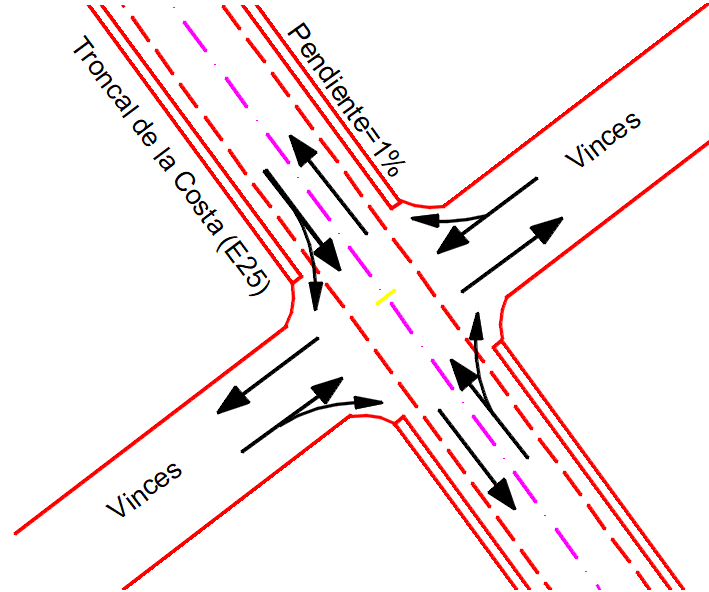 Troncal de la Costa (E25)
Pendiente=1%
Vinces
Vinces